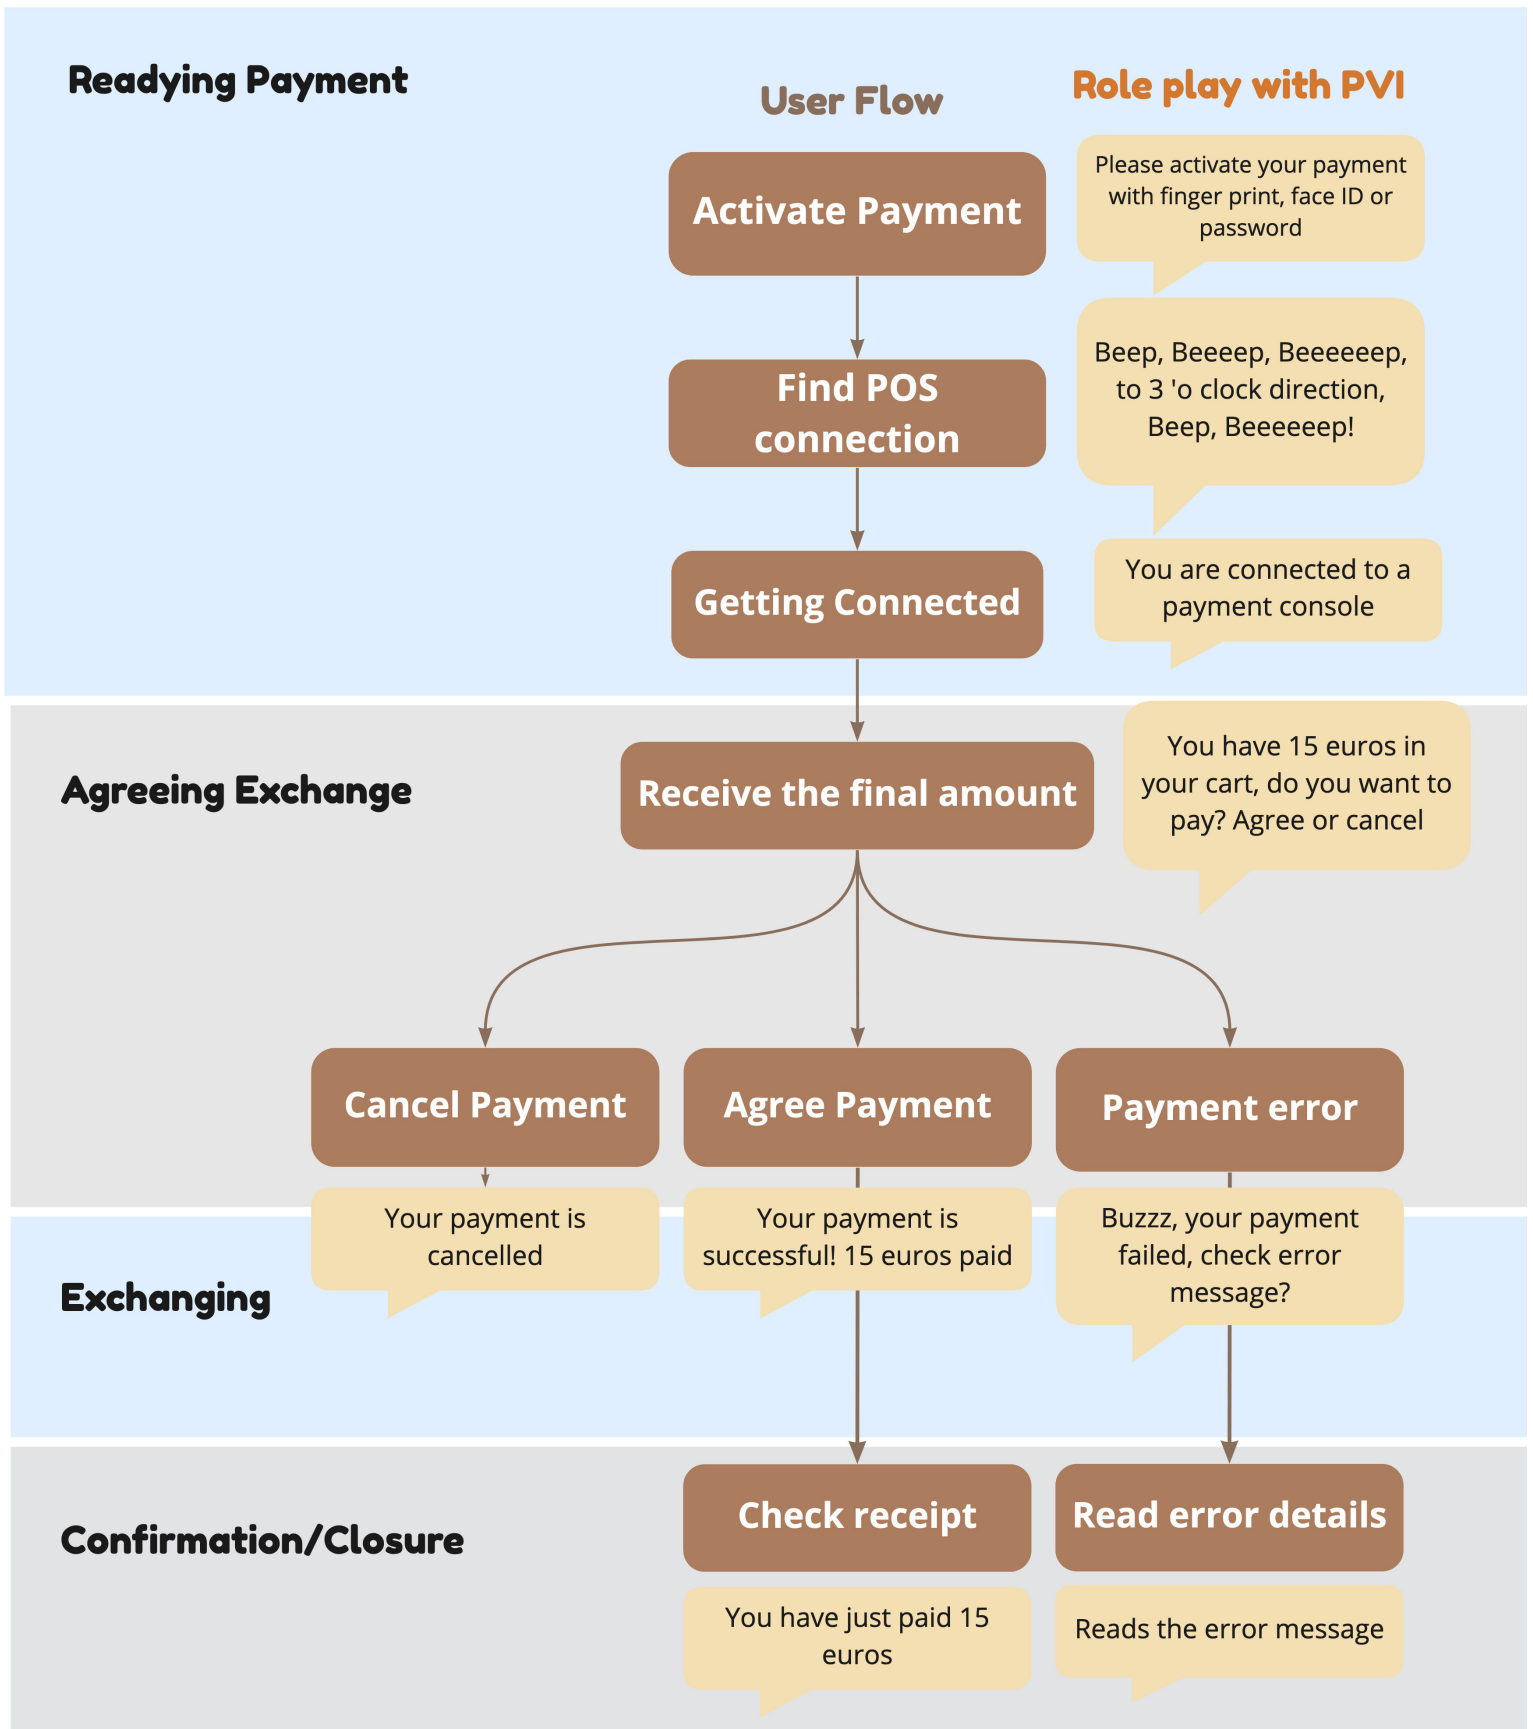 Readying Payment
User Flow
Role play with PVI
Activate Payment
Please activate your payment
with finger print, face ID or
password
Find POS
connection
Beep, Beeeep, Beeeeeep,
to 3 'o clock direction,
Beep, Beeeeeep!
Getting Connected
You are connected to a
payment console
Agreeing Exchange
Receive the final amount
You have 15 euros in
your cart, do you want to
pay? Agree or cancel
Cancel Payment
Agree Payment
Payment error
Your payment is
cancelled
Your payment is
successful! 15 euros paid
Buzzz, your payment
failed, check error
message?
Exchanging
Confirmation/Closure
Check receipt
Read error details
You have just paid 15
euros
Reads the error message